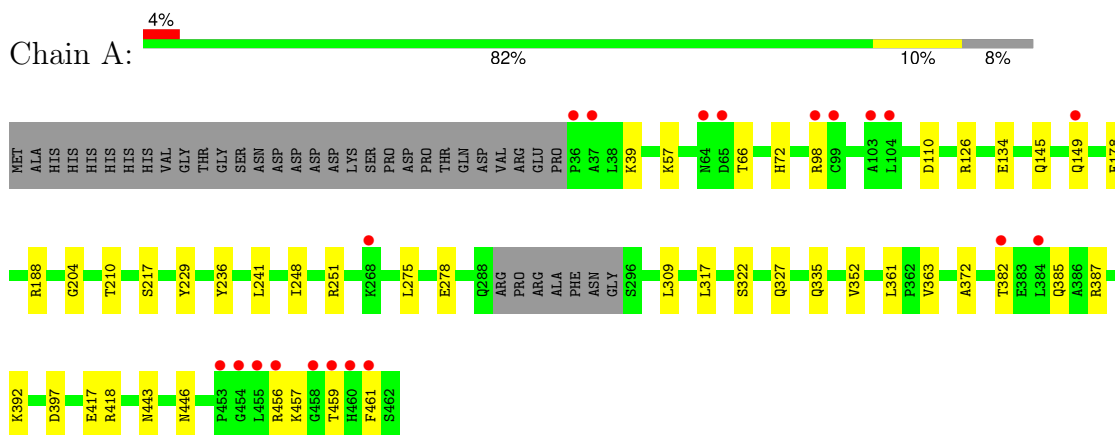 4%
Chain A:
82% 10% 8%
MET ALA HIS HIS HIS HIS HIS HIS VAL GLY THR GLY SER ASN ASP ASP ASP ASP LYS SER PRO ASP PRO THR GLN ASP VAL ARG GLU PRO P36 A37 L38 K39 K57 N64 D65 T66 H72 R98 C99 A103 L104 D110 R126 E134 Q145 Q149
R188 G204 T210 S217 Y229 Y236 L241 I248 R251 K268 L275 E278 Q288 ARG PRO ARG ALA PHE ASN GLY S296 L309 L317 S322 Q327 Q335 V352 L361 P362 V363 A372 T382 E383 L384 Q385 A386 R387
K392 D397 E417 R418 N443 N446 P453 G454 L455 R456 K457 G458 T459 H460 F461 S462